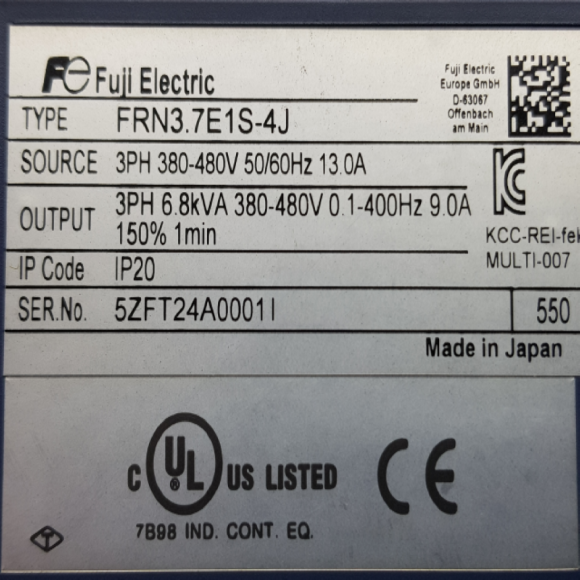 Fe Fuji Electric
Fuji Electric
Europe GmbH
D-63067
Offenbach
am Main
TYPE FRN3.7E1S-4J
SOURCE 3PH 380-480V 50/60Hz 13.0A
OUTPUT 3PH 6.8kVA 380-480V 0.1-400Hz 9.0A
150% 1min
KCC-REI-fek
MULTI-007
IP Code IP20
SER.No. 5ZFT24A0001I 550
Made in Japan
C UL US LISTED CE
7B98 IND. CONT. EQ.